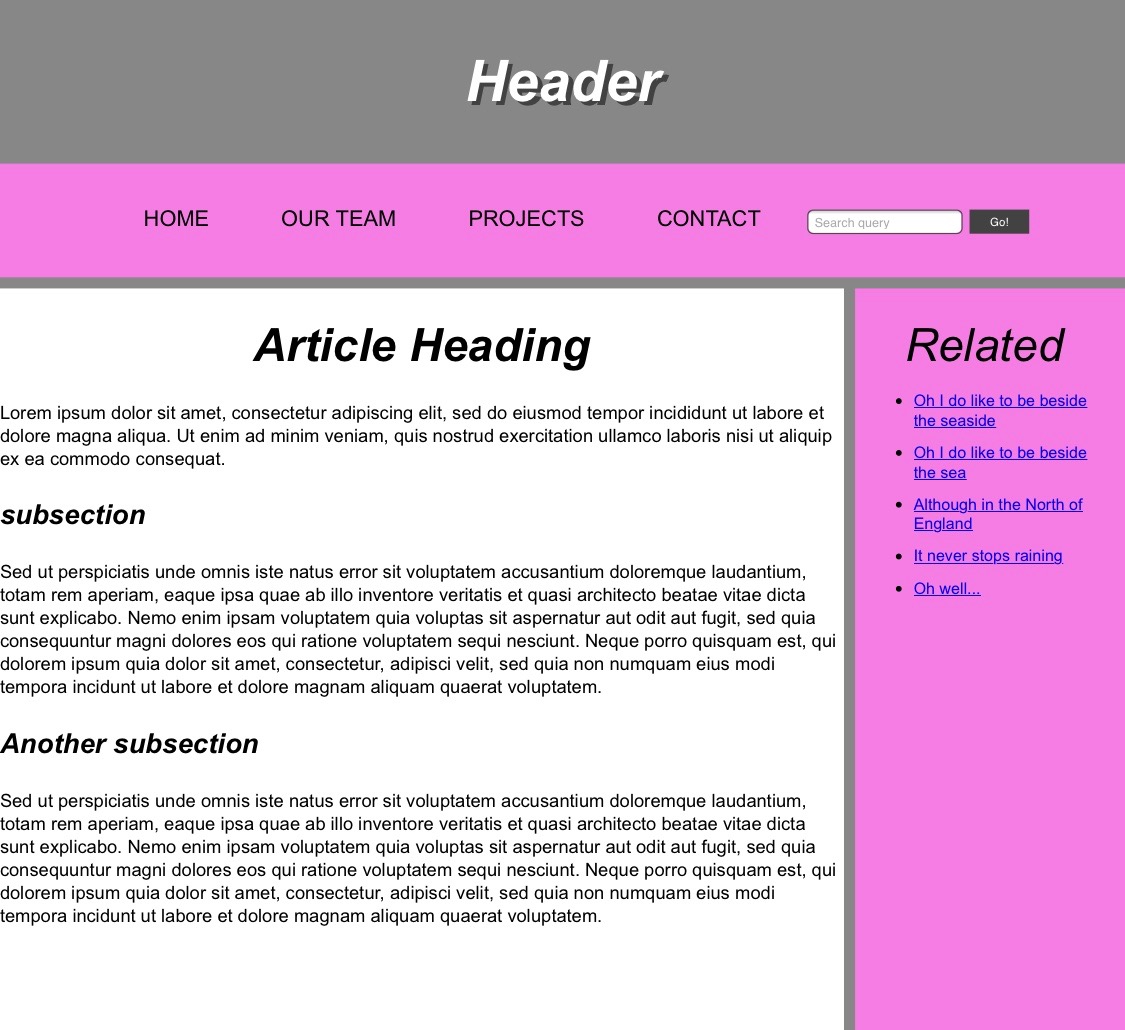 Header
HOME OUR TEAM PROJECTS CONTACT Search query Go!
Article Heading
Lorem ipsum dolor sit amet, consectetur adipiscing elit, sed do eiusmod tempor incididunt ut labore et
dolore magna aliqua. Ut enim ad minim veniam, quis nostrud exercitation ullamco laboris nisi ut aliquip
ex ea commodo consequat.
subsection
Sed ut perspiciatis unde omnis iste natus error sit voluptatem accusantium doloremque laudantium,
totam rem aperiam, eaque ipsa quae ab illo inventore veritatis et quasi architecto beatae vitae dicta
sunt explicabo. Nemo enim ipsam voluptatem quia voluptas sit aspernatur aut odit aut fugit, sed quia
consequuntur magni dolores eos qui ratione voluptatem sequi nesciunt. Neque porro quisquam est, qui
dolorem ipsum quia dolor sit amet, consectetur, adipisci velit, sed quia non numquam eius modi
tempora incidunt ut labore et dolore magnam aliquam quaerat voluptatem.
Another subsection
Sed ut perspiciatis unde omnis iste natus error sit voluptatem accusantium doloremque laudantium,
totam rem aperiam, eaque ipsa quae ab illo inventore veritatis et quasi architecto beatae vitae dicta
sunt explicabo. Nemo enim ipsam voluptatem quia voluptas sit aspernatur aut odit aut fugit, sed quia
consequuntur magni dolores eos qui ratione voluptatem sequi nesciunt. Neque porro quisquam est, qui
dolorem ipsum quia dolor sit amet, consectetur, adipisci velit, sed quia non numquam eius modi
tempora incidunt ut labore et dolore magnam aliquam quaerat voluptatem.
Related
• Oh I do like to be beside
the seaside
• Oh I do like to be beside
the sea
• Although in the North of
England
• It never stops raining
• Oh well...